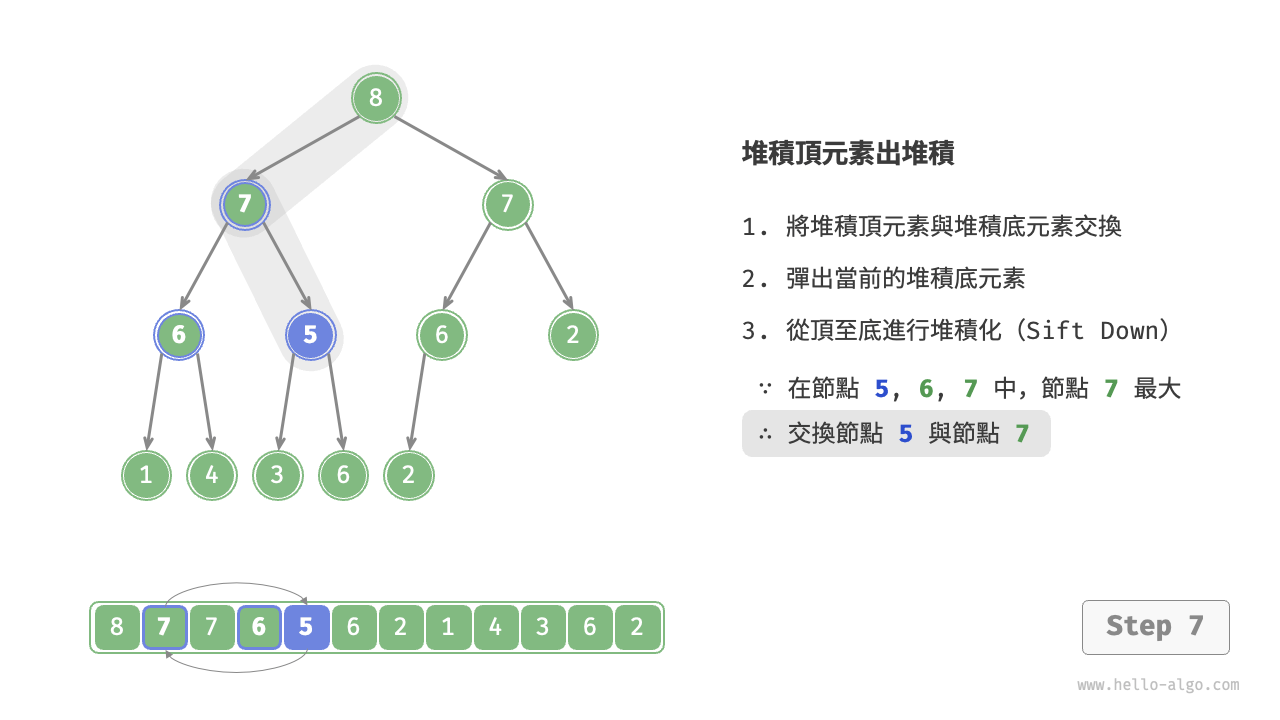 8
7 7
6 5 6 2
1 4 3 6 2
堆積頂元素出堆積
1. 將堆積頂元素與堆積底元素交換
2. 彈出當前的堆積底元素
3. 從頂至底進行堆積化（Sift Down）
∵ 在節點 5, 6, 7 中，節點 7 最大
∴ 交換節點 5 與節點 7
8 7 7 6 5 6 2 1 4 3 6 2
Step 7
www.hello-algo.com